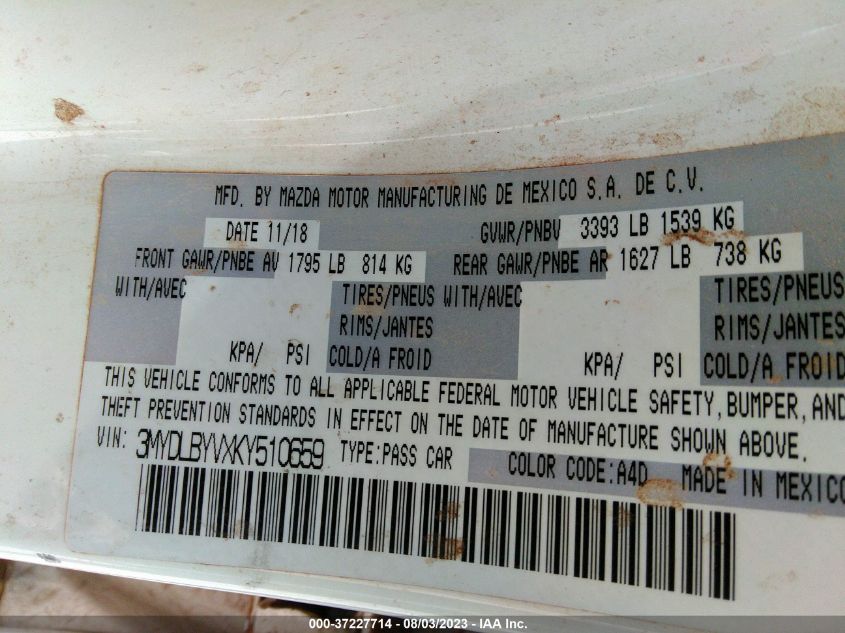 MFD. BY MAZDA MOTOR MANUFACTURING DE MEXICO S.A. DE C.V.
DATE 11/18 GVWR/PNBV 3393 LB 1539 KG
FRONT GAWR/PNBE AV 1795 LB 814 KG REAR GAWR/PNBE AR 1627 LB 738 KG
WITH/AVEC TIRES/PNEUS WITH/AVEC TIRES/PNEUS
RIMS/JANTES RIMS/JANTES
KPA/ PSI COLD/A FROID KPA/ PSI COLD/A FROID
THIS VEHICLE CONFORMS TO ALL APPLICABLE FEDERAL MOTOR VEHICLE SAFETY, BUMPER, AND
THEFT PREVENTION STANDARDS IN EFFECT ON THE DATE OF MANUFACTURE SHOWN ABOVE.
VIN: 3MYDLBYVXKY510659 TYPE:PASS CAR COLOR CODE:A4D MADE IN MEXICO
000-37227714 - 08/03/2023 - IAA Inc.